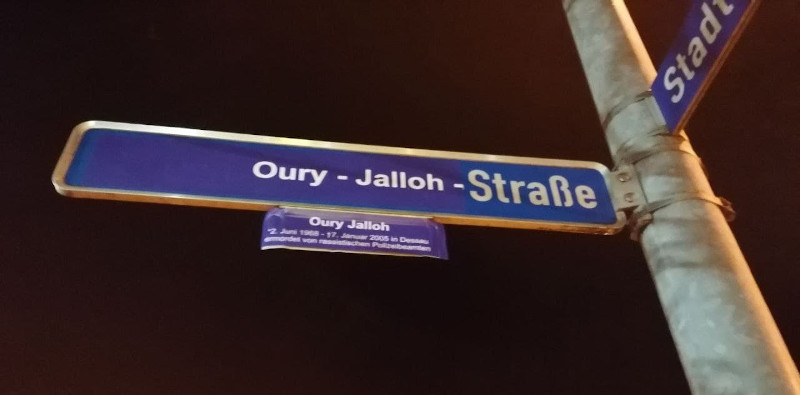 Oury - Jalloh - Straße
Oury Jalloh
*2. Juni 1968 - 17. Januar 2005 in Dessau
ermordet von rassistischen Polizeibeamten
Stadt